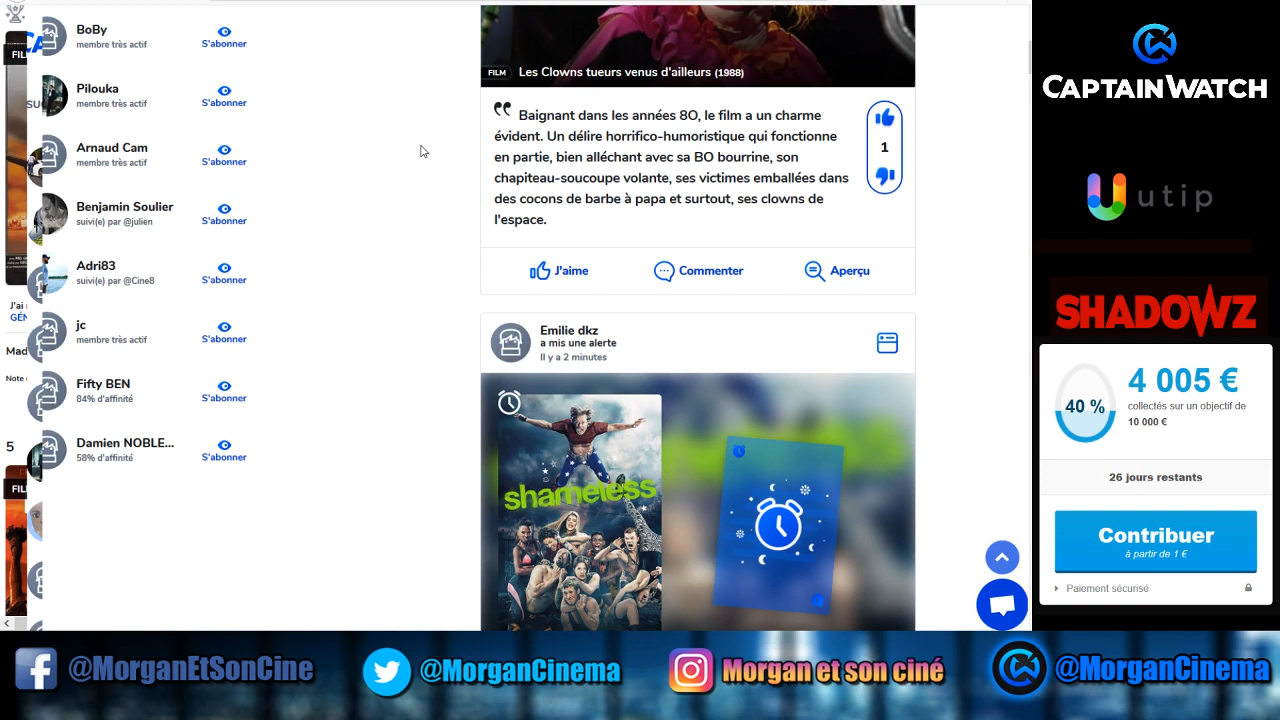 BoBy
membre très actif
S'abonner
Pilouka
membre très actif
S'abonner
Arnaud Cam
membre très actif
S'abonner
Benjamin Soulier
suivi(e) par @julien
S'abonner
Adri83
suivi(e) par @Cine8
S'abonner
jc
membre très actif
S'abonner
Fifty BEN
84% d'affinité
S'abonner
Damien NOBLE...
58% d'affinité
S'abonner
J'ai
Mad
Note
5
FILM Les Clowns tueurs venus d'ailleurs (1988)
Baignant dans les années 80, le film a un charme
évident. Un délire horrifico-humoristique qui fonctionne
en partie, bien alléchant avec sa BO bourrine, son
chapiteau-soucoupe volante, ses victimes emballées dans
des cocons de barbe à papa et surtout, ses clowns de
l'espace.
1
J'aime
Commenter
Aperçu
Emilie dkz
a mis une alerte
Il y a 2 minutes
shameless
CAPTAINWATCH
utip
SHADOWZ
40 %
4 005 €
collectés sur un objectif de
10 000 €
26 jours restants
Contribuer
à partir de 1 €
Paiement sécurisé
@MorganEtSonCine
@MorganCinema
Morgan et son ciné
@MorganCinema